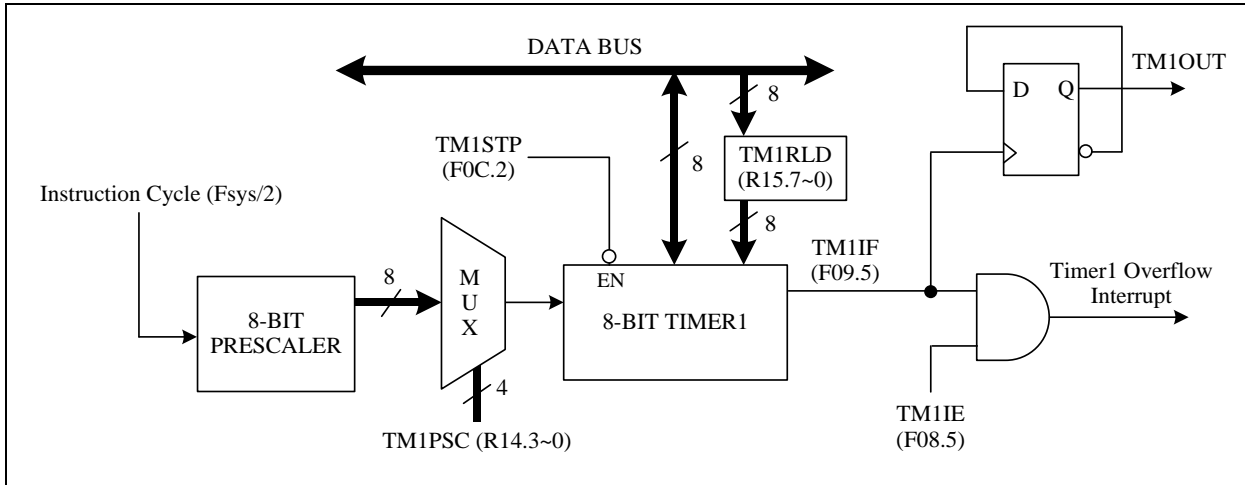 DATA BUS
TM1OUT
D Q
8
TM1STP
(F0C.2)
8
TM1RLD
(R15.7~0)
Instruction Cycle (Fsys/2)
8
TM1IF
(F09.5)
8
M
U
X
EN
Timer1 Overflow
Interrupt
8-BIT
PRESCALER
8-BIT TIMER1
4
TM1PSC (R14.3~0)
TM1IE
(F08.5)